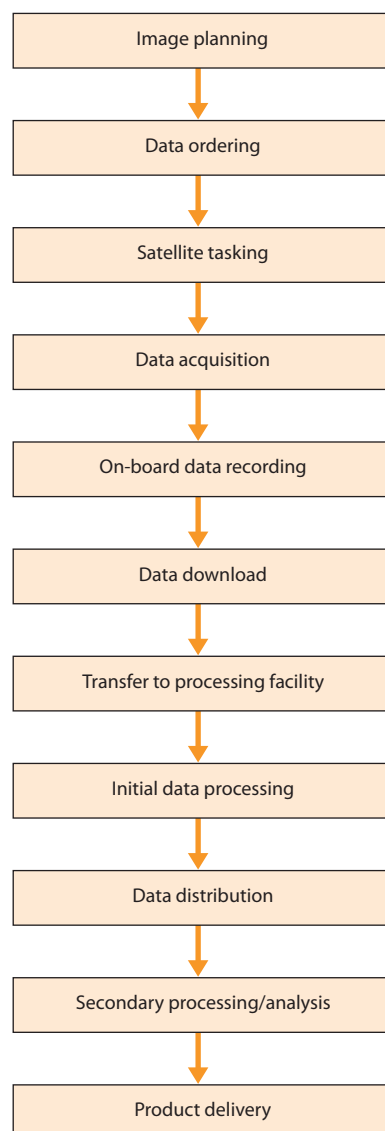 Image planning
Data ordering
Satellite tasking
Data acquisition
On-board data recording
Data download
Transfer to processing facility
Initial data processing
Data distribution
Secondary processing/analysis
Product delivery